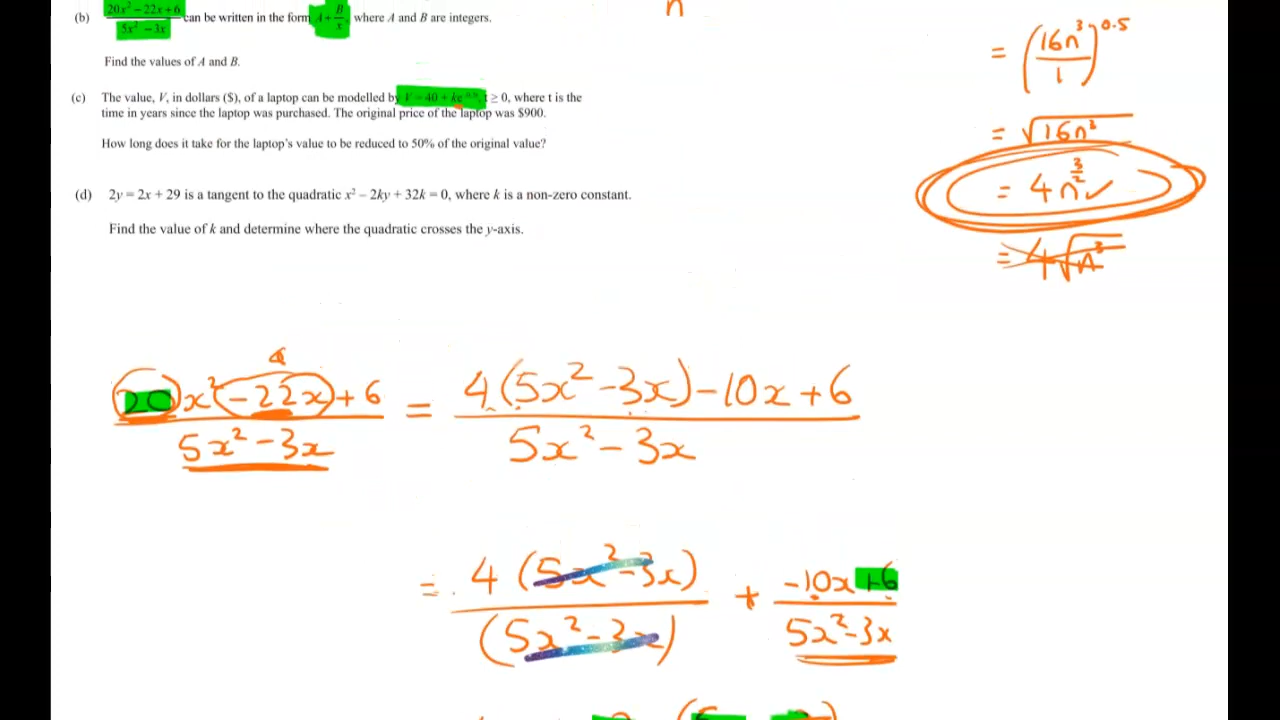 (b) 20x² − 22x + 6 / 5x² − 3x can be written in the form A + B/x, where A and B are integers.
Find the values of A and B.
(c) The value, V, in dollars ($), of a laptop can be modelled by V = 40 + ke t ≥ 0, where t is the
time in years since the laptop was purchased. The original price of the laptop was $900.
How long does it take for the laptop's value to be reduced to 50% of the original value?
(d) 2y = 2x + 29 is a tangent to the quadratic x² – 2ky + 32k = 0, where k is a non-zero constant.
Find the value of k and determine where the quadratic crosses the y-axis.
n
= (16n³ / 1)^0.5
= √16n³
= 4n^(3/2) ✓
= 4√n³
20x² − 22x + 6 / 5x² − 3x = 4(5x² − 3x) − 10x + 6 / 5x² − 3x
= 4(5x² − 3x) / (5x² − 3x) + −10x + 6 / 5x² − 3x